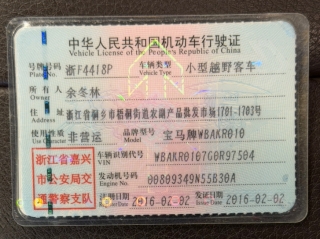 中华人民共和国机动车行驶证
Vehicle License of the People's Republic of China
号牌号码 浙F4418P 车辆类型 小型越野客车
Plate No. Vehicle Type
所有人 余冬林
Owner
住址 浙江省桐乡市梧桐街道农副产品批发市场1701-1702号
Address
使用性质 非营运 品牌型号 宝马牌WBAKR010
Use Character Model
浙江省嘉兴 车辆识别代号 WBAKR0107G0R97504
VIN
市公安局交 发动机号码 00809349N55B30A
Engine No.
通警察支队 注册日期 2016-02-02 发证日期 2016-02-02
Issue Date